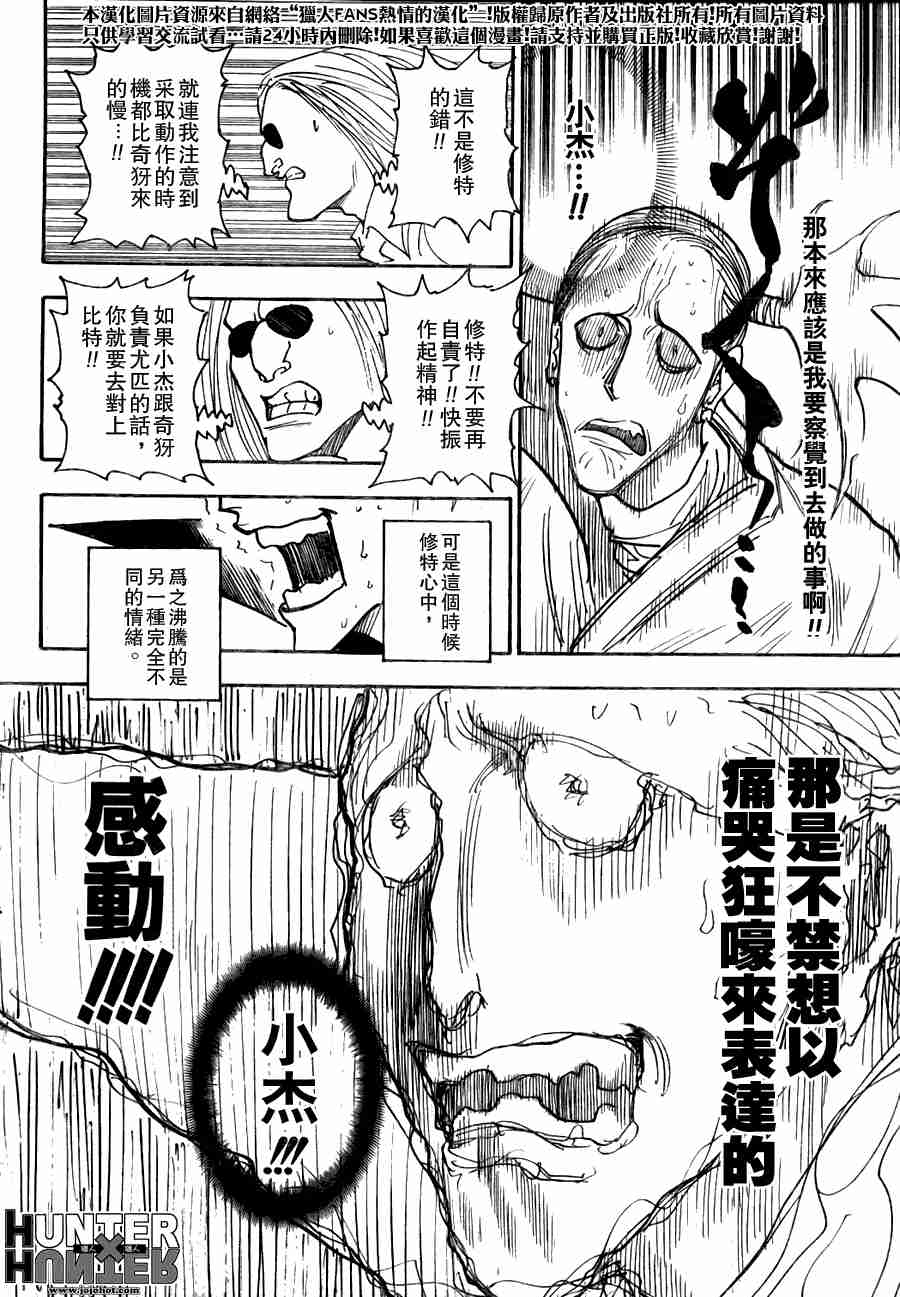 本漢化圖片資源來自網絡“獵人FANS熱情的漢化”!版權歸原作者及出版社所有!所有圖片資料
只供學習交流試看…請24小時內刪除!如果喜歡這個漫畫!請支持並購買正版!收藏欣賞!謝謝!
小杰…!!
那本來應該是我要察覺到去做的事啊!!
這不是修特
的錯!!
就連我注意到
采取動作的時
機都比奇犽來
的慢…!!
修特!!不要再
自責了!!快振
作起精神!!
如果小杰跟奇犽
負責尤匹的話，
你就要去對上
比特!!
可是這個時候
修特心中，
爲之沸騰的是
另一種完全不
同的情緒。
那是不禁想以
痛哭狂嚎來表達的
感動!!!!
小杰!!!
HUNTER
×
HUNTER
獵人 獵人
www.jojohot.com